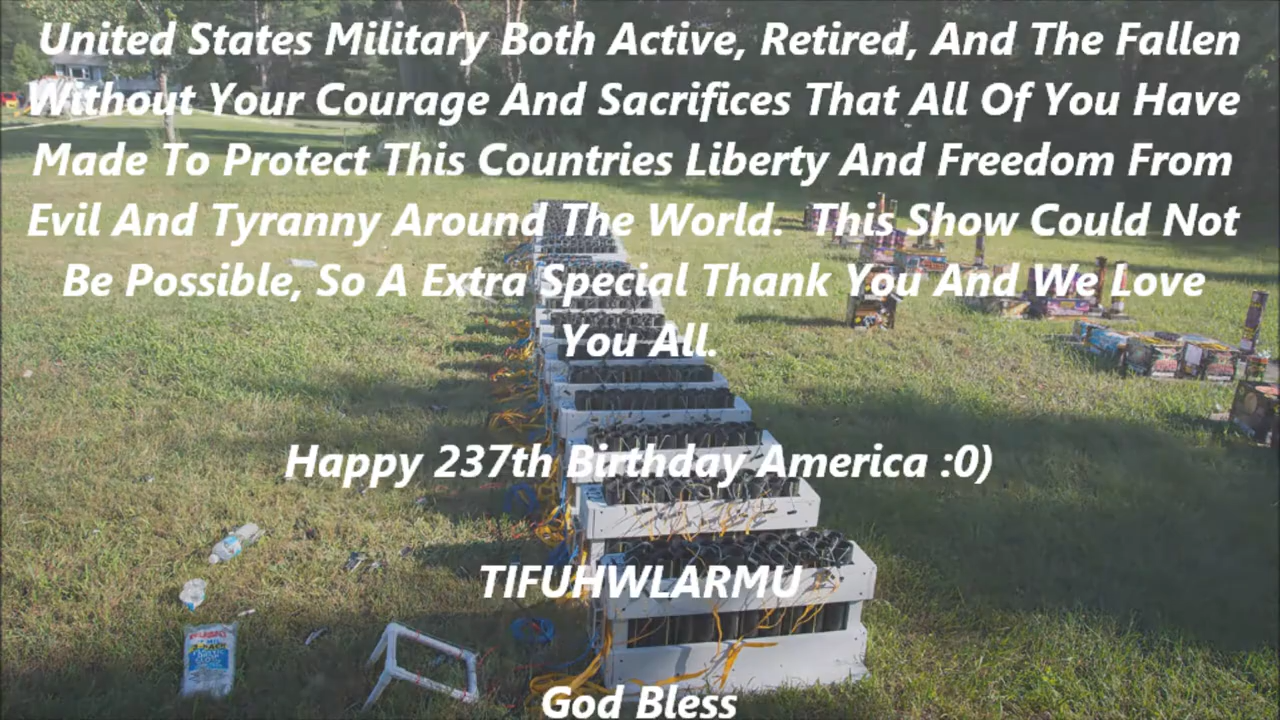 United States Military Both Active, Retired, And The Fallen
Without Your Courage And Sacrifices That All Of You Have
Made To Protect This Countries Liberty And Freedom From
Evil And Tyranny Around The World.  This Show Could Not
Be Possible, So A Extra Special Thank You And We Love
You All.
Happy 237th Birthday America :0)
TIFUHWLARMU
God Bless